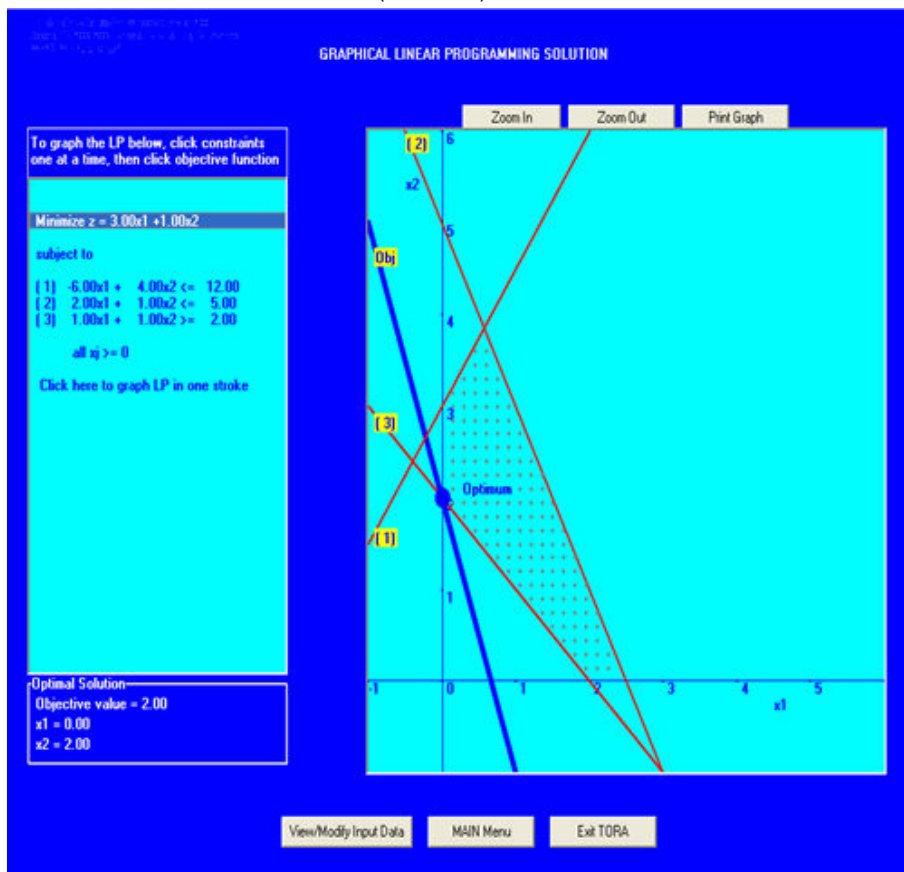 GRAPHICAL LINEAR PROGRAMMING SOLUTION
Zoom In
Zoom Out
Print Graph
To graph the LP below, click constraints
one at a time, then click objective function
Minimize z = 3.00x1 +1.00x2
subject to
( 1) -6.00x1 + 4.00x2 <= 12.00
( 2) 2.00x1 + 1.00x2 <= 5.00
( 3) 1.00x1 + 1.00x2 >= 2.00
all xj >= 0
Click here to graph LP in one stroke
Optimal Solution
Objective value = 2.00
x1 = 0.00
x2 = 2.00
( 2)
6
x2
5
Obj
4
( 3)
3
Optimum
2
( 1)
1
-1
0
1
2
3
4
5
x1
View/Modify Input Data
MAIN Menu
Exit TORA